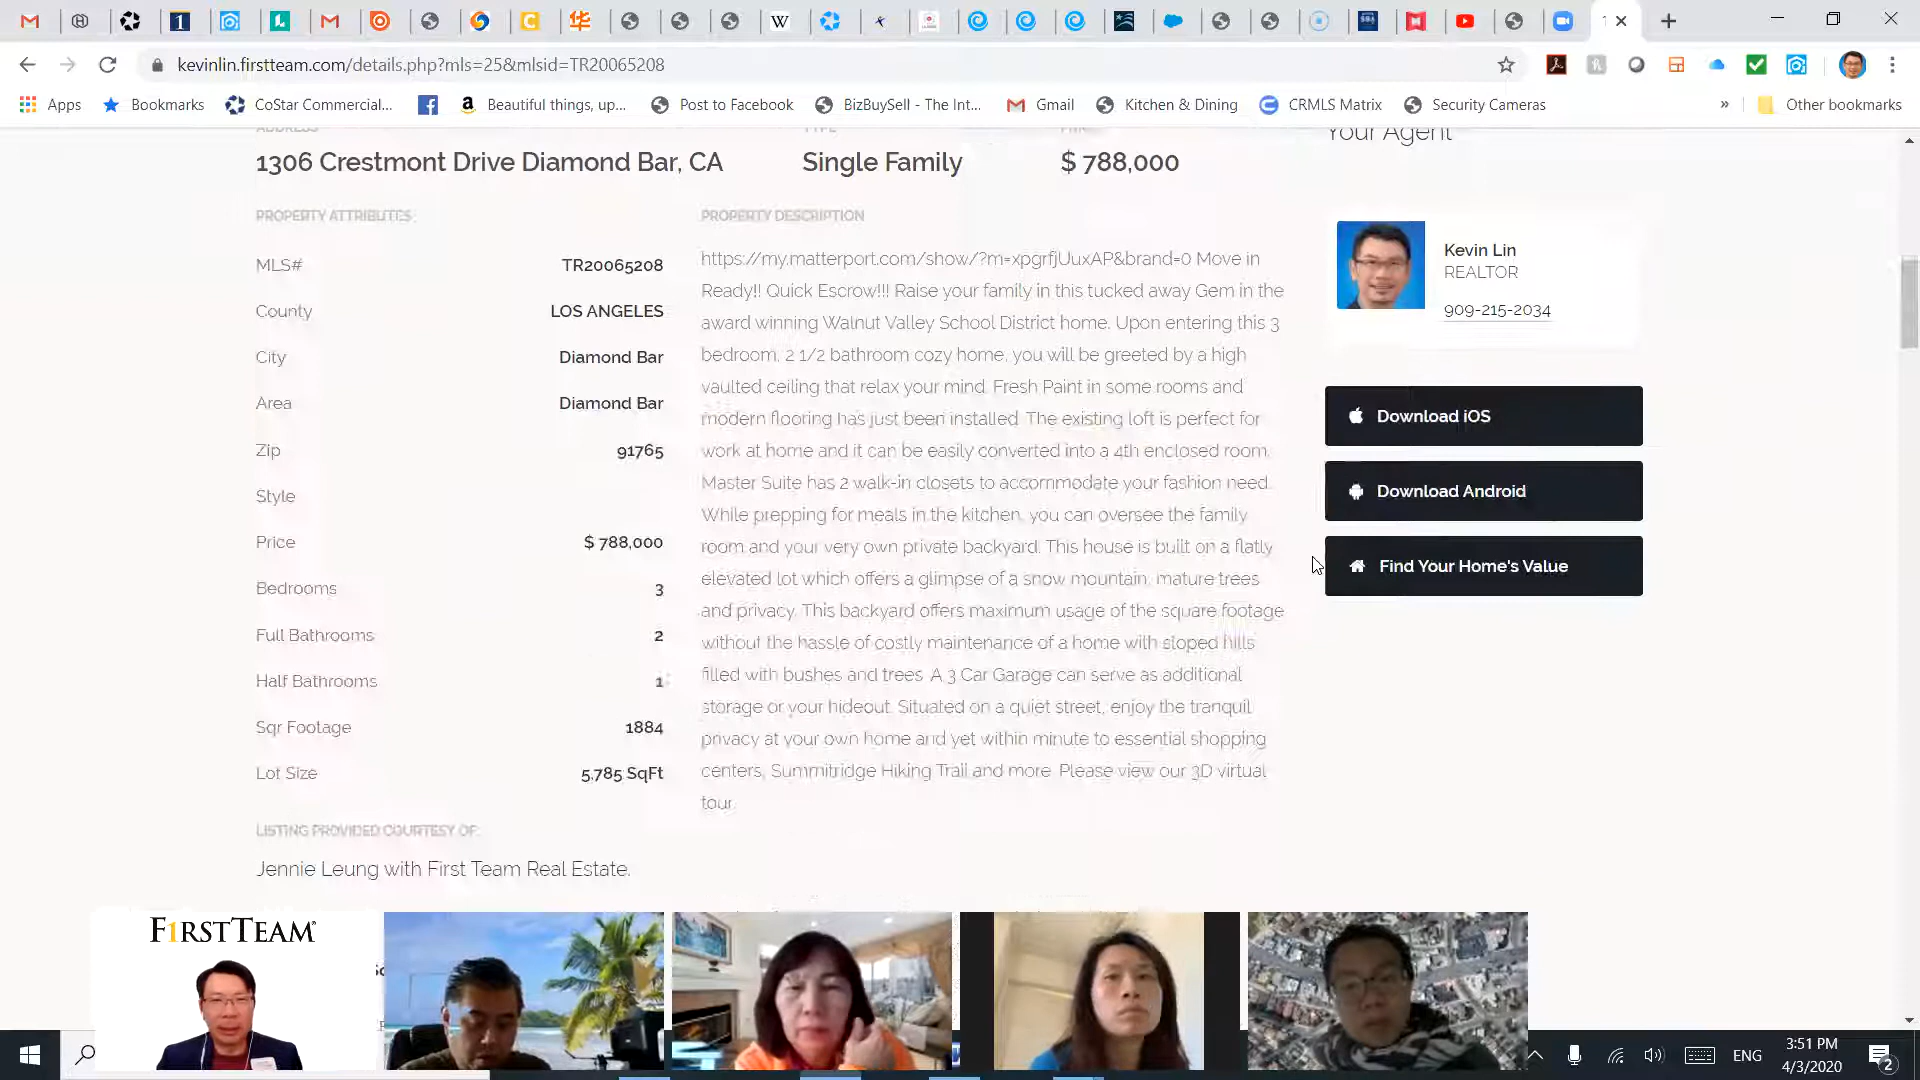 kevinlin.firstteam.com/details.php?mls=25&mlsid=TR20065208
Apps Bookmarks CoStar Commercial... Beautiful things, up... Post to Facebook BizBuySell - The Int... Gmail Kitchen & Dining CRMLS Matrix Security Cameras » Other bookmarks
ADDRESS TYPE
Your Agent
1306 Crestmont Drive Diamond Bar, CA Single Family $ 788,000
PROPERTY ATTRIBUTES
MLS# TR20065208
County LOS ANGELES
City Diamond Bar
Area Diamond Bar
Zip 91765
Style
Price $ 788,000
Bedrooms 3
Full Bathrooms 2
Half Bathrooms 1
Sqr Footage 1884
Lot Size 5,785 SqFt
LISTING PROVIDED COURTESY OF:
Jennie Leung with First Team Real Estate.
PROPERTY DESCRIPTION
https://my.matterport.com/show/?m=xpgrfjUuxAP&brand=0 Move in
Ready!! Quick Escrow!!! Raise your family in this tucked away Gem in the
award winning Walnut Valley School District home. Upon entering this 3
bedroom, 2 1/2 bathroom cozy home, you will be greeted by a high
vaulted ceiling that relax your mind. Fresh Paint in some rooms and
modern flooring has just been installed. The existing loft is perfect for
work at home and it can be easily converted into a 4th enclosed room.
Master Suite has 2 walk-in closets to accommodate your fashion need.
While prepping for meals in the kitchen, you can oversee the family
room and your very own private backyard. This house is built on a flatly
elevated lot which offers a glimpse of a snow mountain, mature trees
and privacy. This backyard offers maximum usage of the square footage
without the hassle of costly maintenance of a home with sloped hills
filled with bushes and trees. A 3 Car Garage can serve as additional
storage or your hideout. Situated on a quiet street, enjoy the tranquil
privacy at your own home and yet within minute to essential shopping
centers, Summitridge Hiking Trail and more. Please view our 3D virtual
tour.
Kevin Lin
REALTOR
909-215-2034
Download iOS
Download Android
Find Your Home's Value
F1RSTTEAM®
ENG
3:51 PM
4/3/2020
2